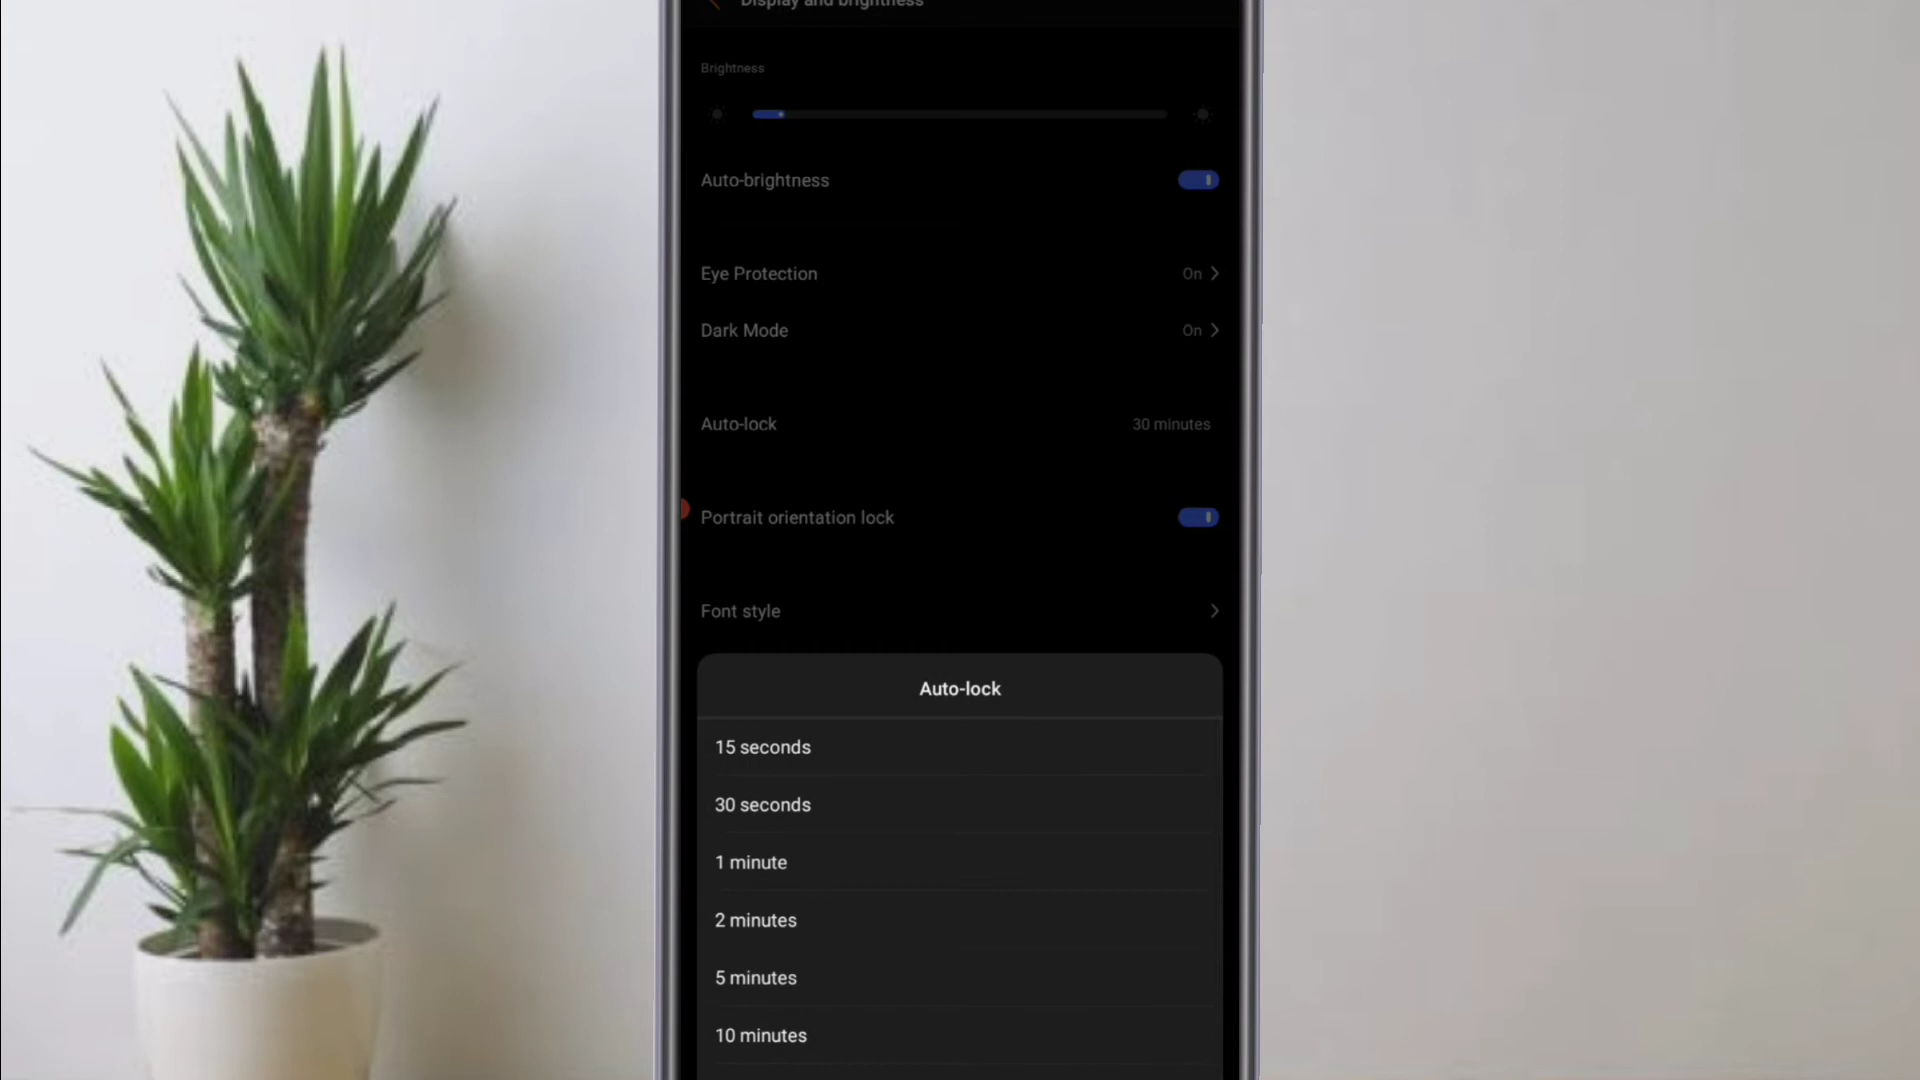 Display and brightness
Brightness
Auto-brightness
Eye Protection On
Dark Mode On
Auto-lock 30 minutes
Portrait orientation lock
Font style
Auto-lock
15 seconds
30 seconds
1 minute
2 minutes
5 minutes
10 minutes